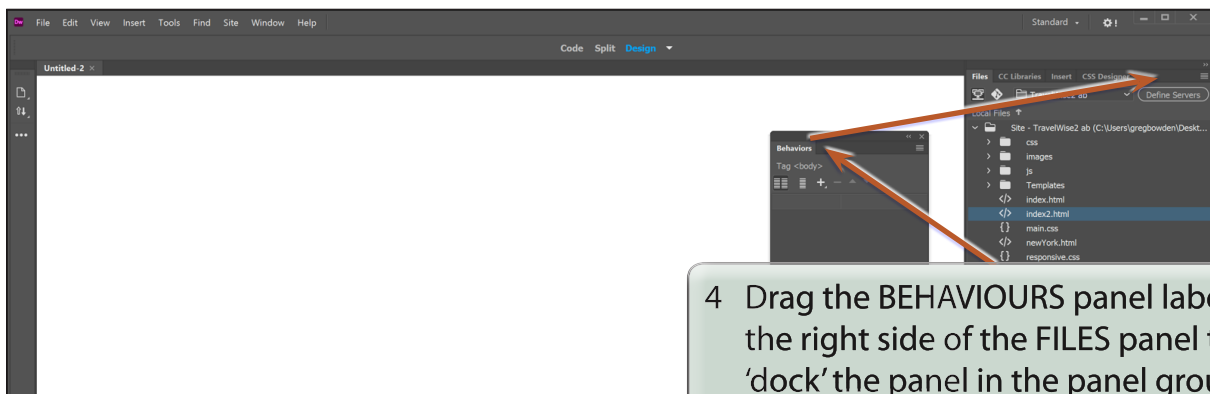 Dw File Edit View Insert Tools Find Site Window Help Standard
Code Split Design
Untitled-2 ×
Files CC Libraries Insert CSS Designer
Define Servers
Local Files
Behaviors
Tag <body>
Site - TravelWise2 ab (C:\Users\gregbowden\Deskt...
css
images
js
Templates
index.html
index2.html
main.css
newYork.html
responsive.css
4 Drag the BEHAVIOURS panel
the right side of the FILES panel
'dock' the panel in the panel